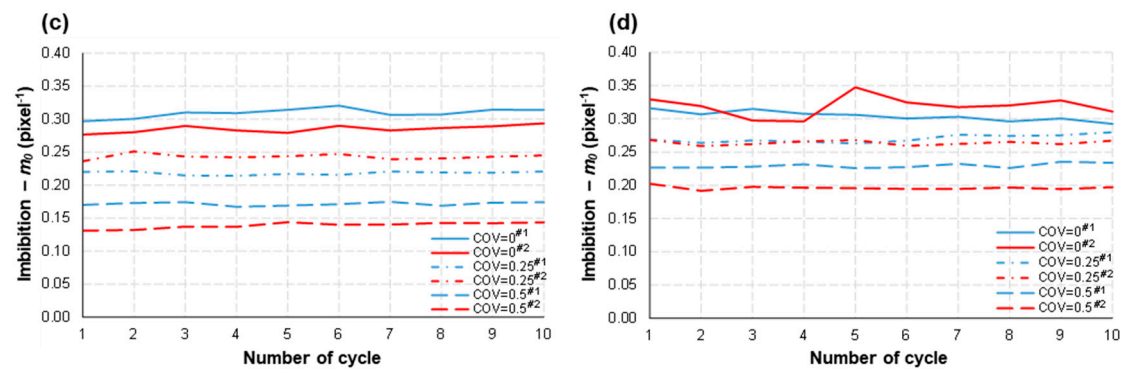 (c)
0.40
0.35
0.30
0.25
0.20
0.15
0.10
0.05
0.00
Imbibition – m₀ (pixel⁻¹)
COV=0#1
COV=0#2
COV=0.25#1
COV=0.25#2
COV=0.5#1
COV=0.5#2
1 2 3 4 5 6 7 8 9 10
Number of cycle
(d)
0.40
0.35
0.30
0.25
0.20
0.15
0.10
0.05
0.00
Imbibition – m₀ (pixel⁻¹)
COV=0#1
COV=0#2
COV=0.25#1
COV=0.25#2
COV=0.5#1
COV=0.5#2
1 2 3 4 5 6 7 8 9 10
Number of cycle